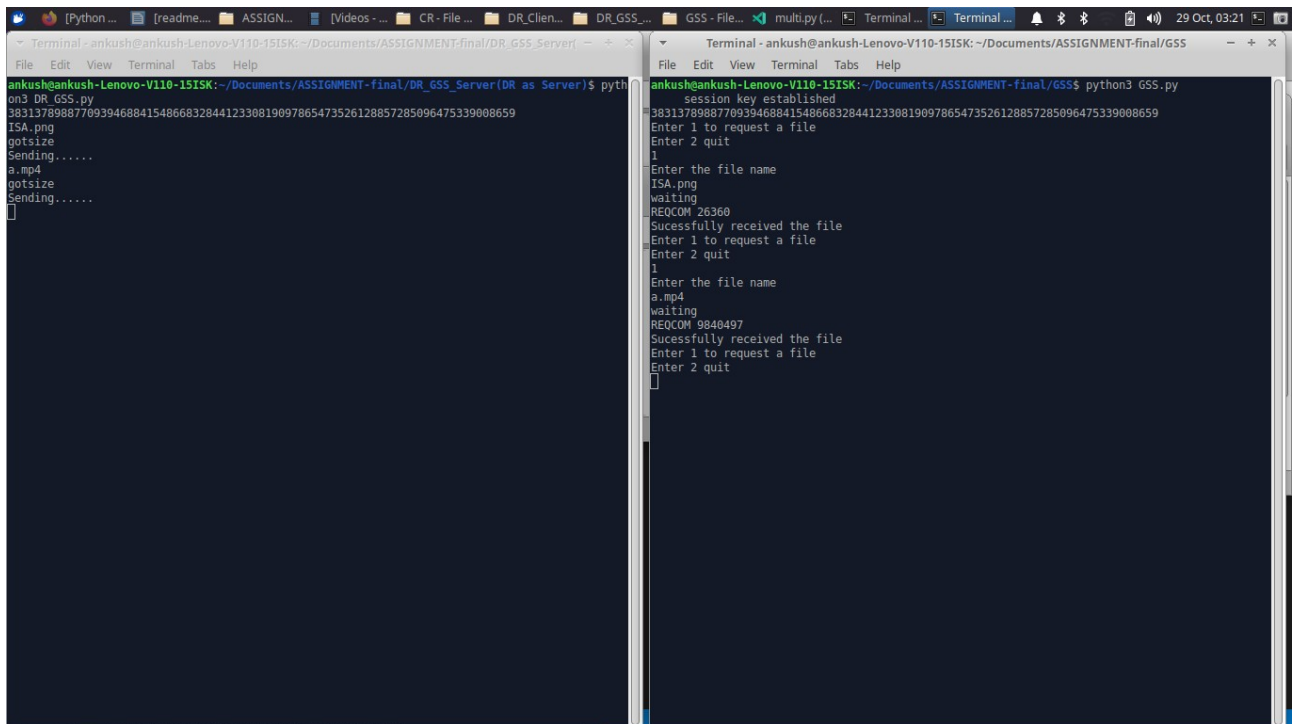 [Python ... [readme.... ASSIGN... [Videos - ... CR - File ... DR_Clien... DR_GSS_... GSS - File... multi.py (... Terminal ... Terminal ... 29 Oct, 03:21
Terminal - ankush@ankush-Lenovo-V110-15ISK: ~/Documents/ASSIGNMENT-final/DR_GSS_Server(
File Edit View Terminal Tabs Help
ankush@ankush-Lenovo-V110-15ISK:~/Documents/ASSIGNMENT-final/DR_GSS_Server(DR as Server)$ pyth
on3 DR_GSS.py
38313789887709394688415486683284412330819097865473526128857285096475339008659
ISA.png
gotsize
Sending......
a.mp4
gotsize
Sending......
Terminal - ankush@ankush-Lenovo-V110-15ISK: ~/Documents/ASSIGNMENT-final/GSS
File Edit View Terminal Tabs Help
ankush@ankush-Lenovo-V110-15ISK:~/Documents/ASSIGNMENT-final/GSS$ python3 GSS.py
session key established
38313789887709394688415486683284412330819097865473526128857285096475339008659
Enter 1 to request a file
Enter 2 quit
1
Enter the file name
ISA.png
waiting
REQCOM 26360
Sucessfully received the file
Enter 1 to request a file
Enter 2 quit
1
Enter the file name
a.mp4
waiting
REQCOM 9840497
Sucessfully received the file
Enter 1 to request a file
Enter 2 quit